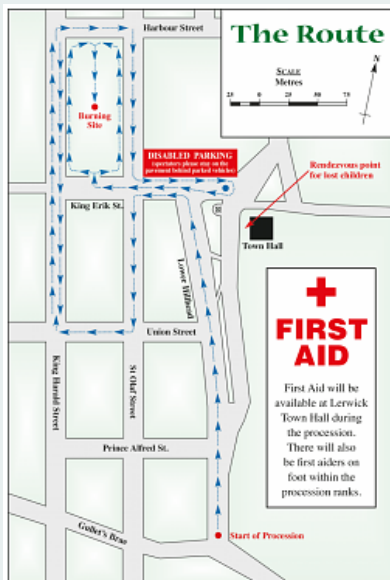 Harbour Street
The Route
SCALE
Metres
25 0 25 50 75
N
Burning
Site
DISABLED PARKING
(spectators please stay on the
pavement behind parked vehicles)
Rendezvous point
for lost children
King Erik St.
Town Hall
Lower Hillhead
Union Street
King Harald Street
St Olaf Street
Prince Alfred St.
Gullet's Brae
Start of Procession
FIRST
AID
First Aid will be
available at Lerwick
Town Hall during
the procession.
There will also
be first aiders on
foot within the
procession ranks.